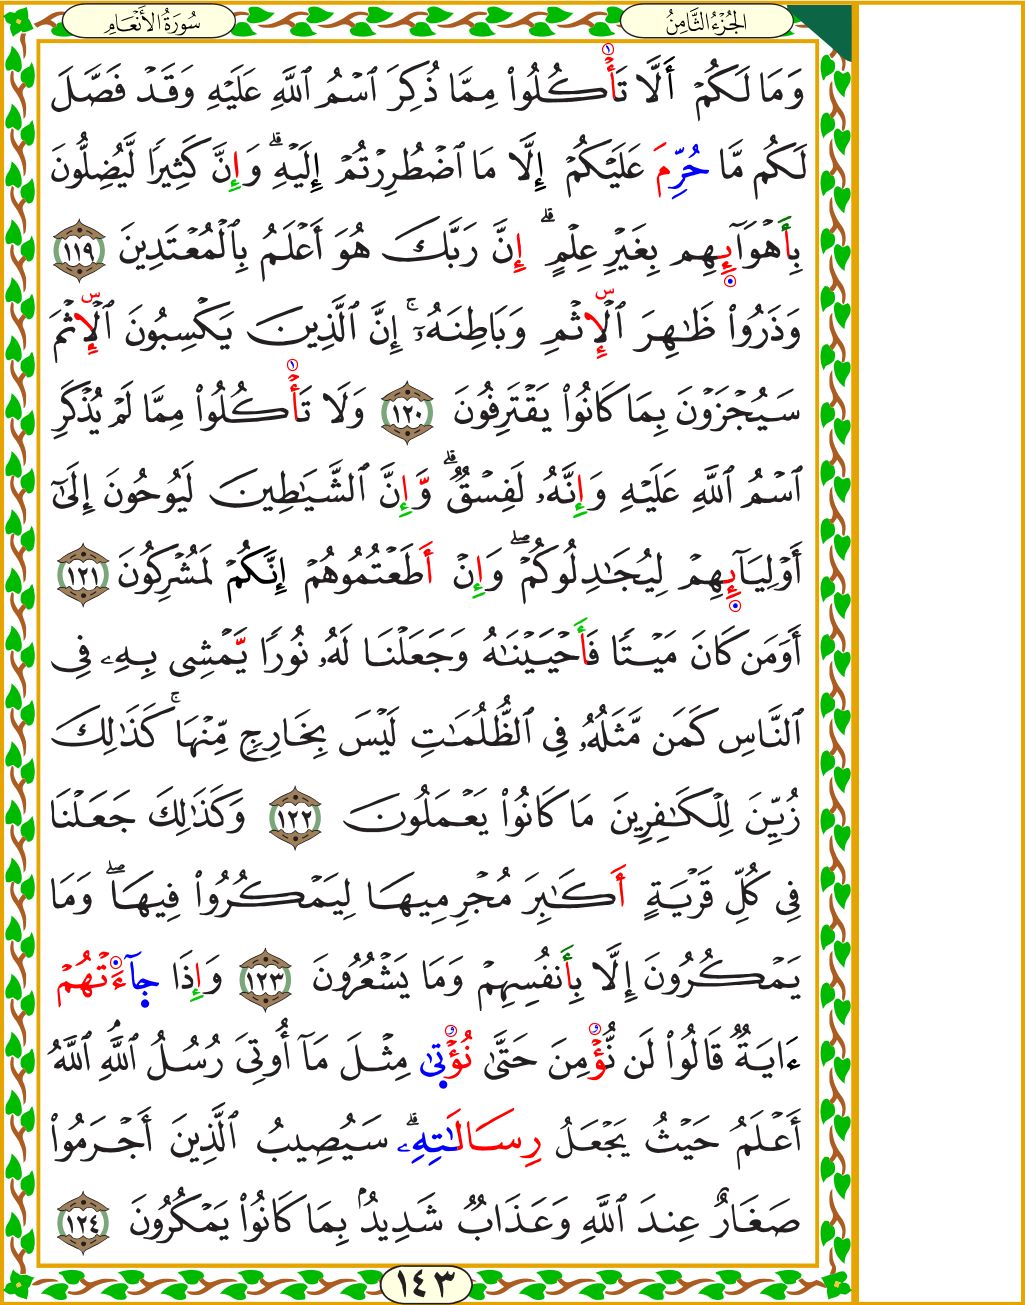 الجُزْءُ الثَّامِنُ
سُورَةُ الأَنْعَامِ
وَمَا لَكُمْ أَلَّا تَأْكُلُوا۟ مِمَّا ذُكِرَ ٱسْمُ ٱللَّهِ عَلَيْهِ وَقَدْ فَصَّلَ
لَكُم مَّا حُرِّمَ عَلَيْكُمْ إِلَّا مَا ٱضْطُرِرْتُمْ إِلَيْهِ ۗ وَإِنَّ كَثِيرًا لَّيُضِلُّونَ
بِأَهْوَآئِهِم بِغَيْرِ عِلْمٍ ۗ إِنَّ رَبَّكَ هُوَ أَعْلَمُ بِٱلْمُعْتَدِينَ ١١٩
وَذَرُوا۟ ظَـٰهِرَ ٱلْإِثْمِ وَبَاطِنَهُۥٓ ۚ إِنَّ ٱلَّذِينَ يَكْسِبُونَ ٱلْإِثْمَ
سَيُجْزَوْنَ بِمَا كَانُوا۟ يَقْتَرِفُونَ ١٢٠ وَلَا تَأْكُلُوا۟ مِمَّا لَمْ يُذْكَرِ
ٱسْمُ ٱللَّهِ عَلَيْهِ وَإِنَّهُۥ لَفِسْقٌ ۗ وَّإِنَّ ٱلشَّيَـٰطِينَ لَيُوحُونَ إِلَىٰٓ
أَوْلِيَآئِهِمْ لِيُجَـٰدِلُوكُمْ ۖ وَإِنْ أَطَعْتُمُوهُمْ إِنَّكُمْ لَمُشْرِكُونَ ١٢١
أَوَمَن كَانَ مَيْتًا فَأَحْيَيْنَـٰهُ وَجَعَلْنَا لَهُۥ نُورًا يَّمْشِى بِهِۦ فِى
ٱلنَّاسِ كَمَن مَّثَلُهُۥ فِى ٱلظُّلُمَـٰتِ لَيْسَ بِخَارِجٍ مِّنْهَا ۚ كَذَٰلِكَ
زُيِّنَ لِلْكَـٰفِرِينَ مَا كَانُوا۟ يَعْمَلُونَ ١٢٢ وَكَذَٰلِكَ جَعَلْنَا
فِى كُلِّ قَرْيَةٍ أَكَـٰبِرَ مُجْرِمِيهَا لِيَمْكُرُوا۟ فِيهَا ۖ وَمَا
يَمْكُرُونَ إِلَّا بِأَنفُسِهِمْ وَمَا يَشْعُرُونَ ١٢٣ وَإِذَا جَآءَتْهُمْ
ءَايَةٌ قَالُوا۟ لَن نُّؤْمِنَ حَتَّىٰ نُؤْتَىٰ مِثْلَ مَآ أُوتِىَ رُسُلُ ٱللَّهِ ۘ ٱللَّهُ
أَعْلَمُ حَيْثُ يَجْعَلُ رِسَالَـٰتِهِۦ ۗ سَيُصِيبُ ٱلَّذِينَ أَجْرَمُوا۟
صَغَارٌ عِندَ ٱللَّهِ وَعَذَابٌ شَدِيدٌۢ بِمَا كَانُوا۟ يَمْكُرُونَ ١٢٤
١٤٣